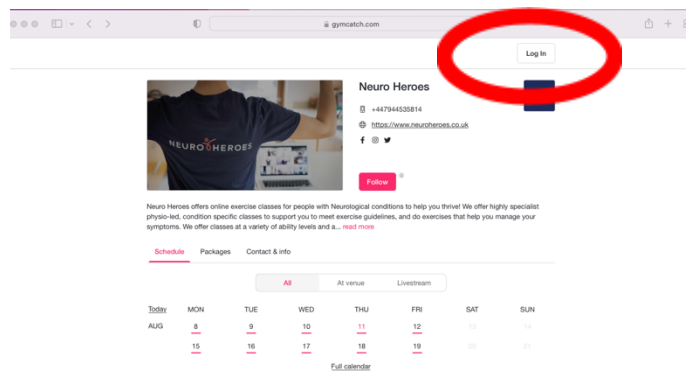 gymcatch.com
Log In
NEURO HEROES
Neuro Heroes
+447944535814
https://www.neuroheroes.co.uk
Follow
Neuro Heroes offers online exercise classes for people with Neurological conditions to help you thrive! We offer highly specialist
physio-led, condition specific classes to support you to meet exercise guidelines, and do exercises that help you manage your
symptoms. We offer classes at a variety of ability levels and a... read more
Schedule Packages Contact & info
All At venue Livestream
Today MON TUE WED THU FRI SAT SUN
AUG 8 9 10 11 12 13 14
15 16 17 18 19 20 21
Full calendar